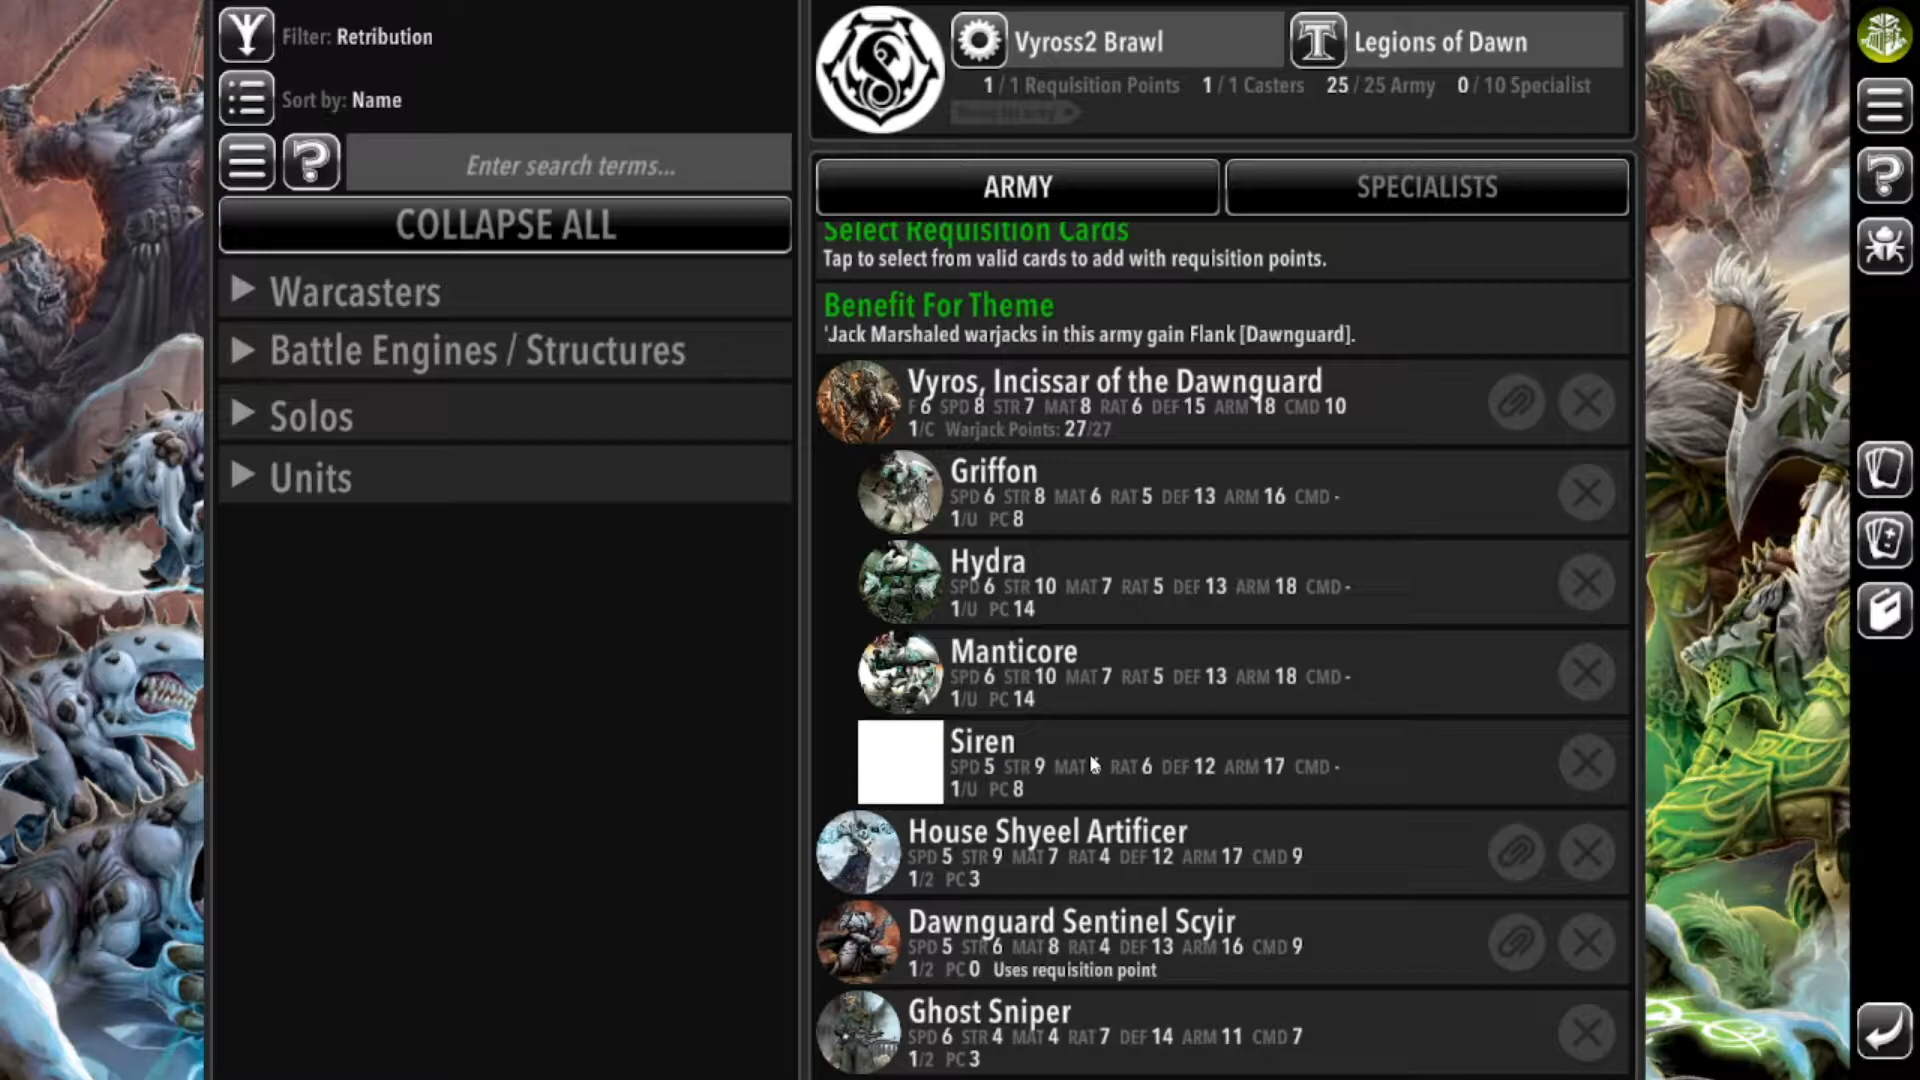 Filter: Retribution
Sort by: Name
Enter search terms...
COLLAPSE ALL
Warcasters
Battle Engines / Structures
Solos
Units
Vyross2 Brawl
Legions of Dawn
1 / 1 Requisition Points 1 / 1 Casters 25 / 25 Army 0 / 10 Specialist
ARMY
SPECIALISTS
Select Requisition Cards
Tap to select from valid cards to add with requisition points.
Benefit For Theme
'Jack Marshaled warjacks in this army gain Flank [Dawnguard].
Vyros, Incissar of the Dawnguard
F 6 SPD 8 STR 7 MAT 8 RAT 6 DEF 15 ARM 18 CMD 10
1/C Warjack Points: 27/27
Griffon
SPD 6 STR 8 MAT 6 RAT 5 DEF 13 ARM 16 CMD -
1/U PC 8
Hydra
SPD 6 STR 10 MAT 7 RAT 5 DEF 13 ARM 18 CMD -
1/U PC 14
Manticore
SPD 6 STR 10 MAT 7 RAT 5 DEF 13 ARM 18 CMD -
1/U PC 14
Siren
SPD 5 STR 9 MAT RAT 6 DEF 12 ARM 17 CMD -
1/U PC 8
House Shyeel Artificer
SPD 5 STR 9 MAT 7 RAT 4 DEF 12 ARM 17 CMD 9
1/2 PC 3
Dawnguard Sentinel Scyir
SPD 5 STR 6 MAT 8 RAT 4 DEF 13 ARM 16 CMD 9
1/2 PC 0 Uses requisition point
Ghost Sniper
SPD 6 STR 4 MAT 4 RAT 7 DEF 14 ARM 11 CMD 7
1/2 PC 3